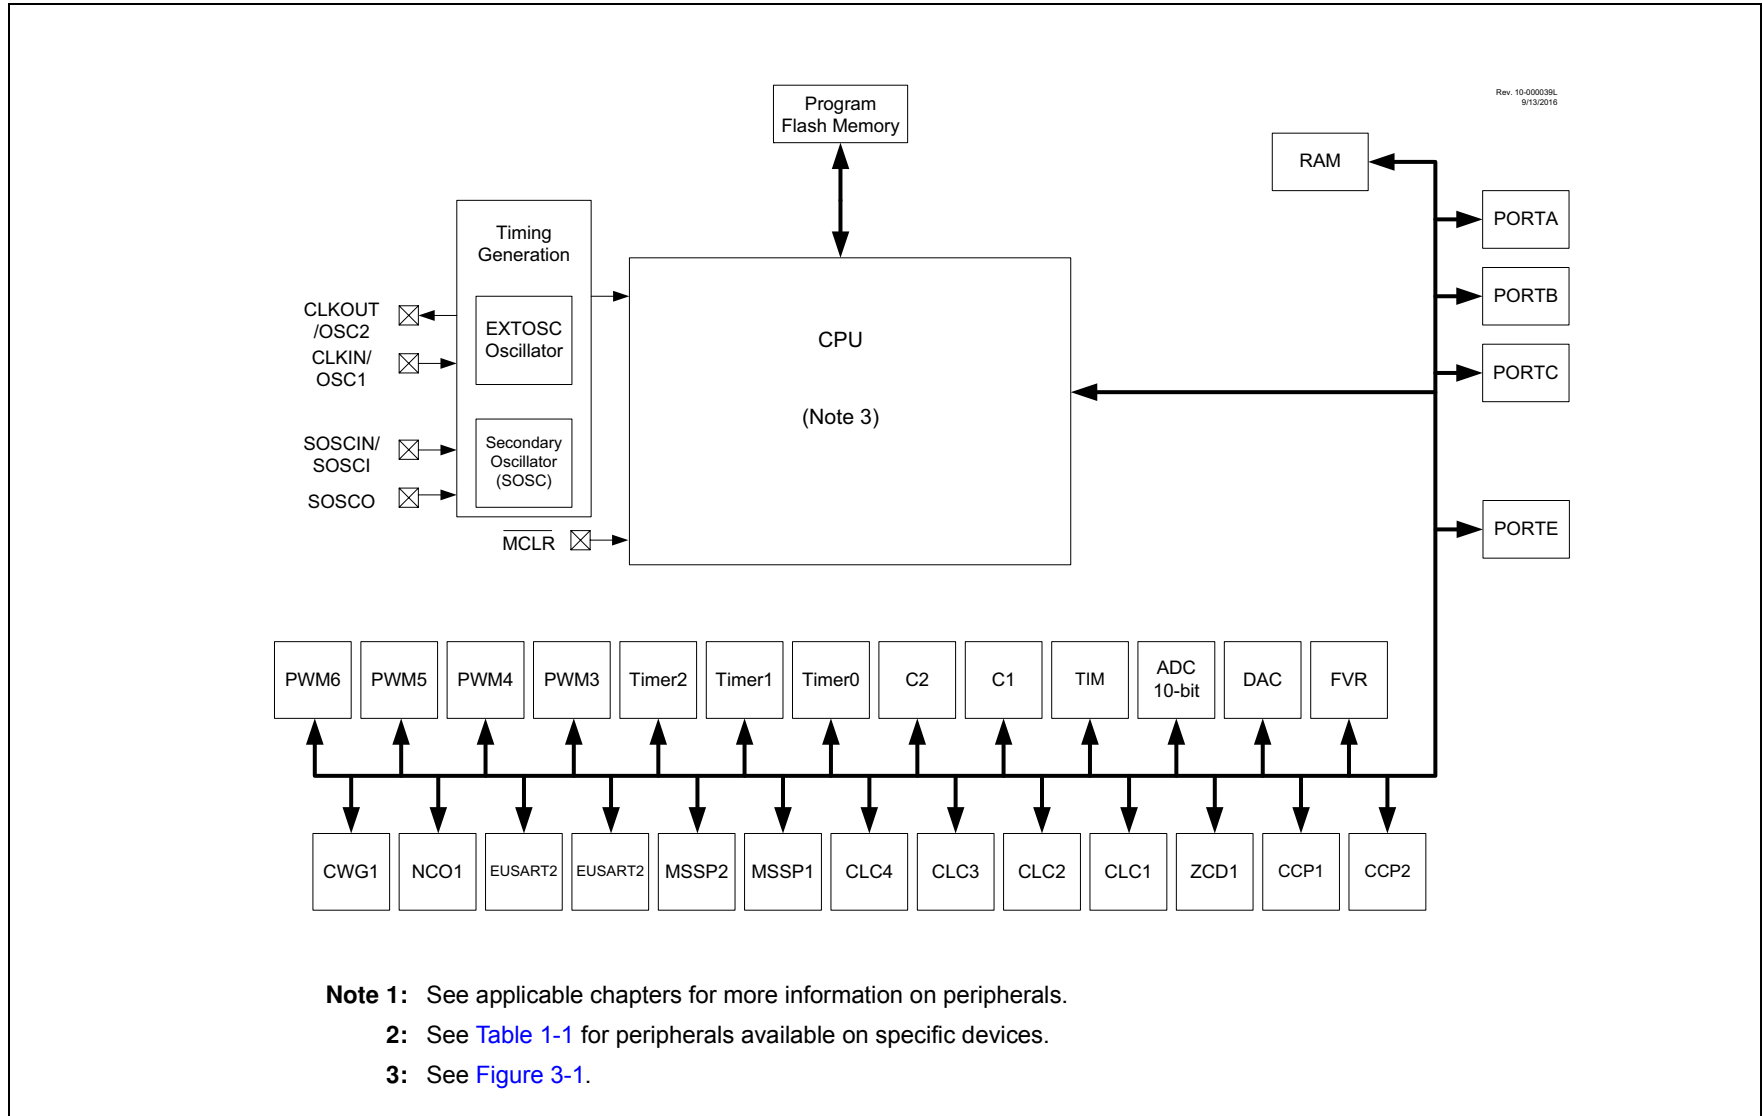 Rev. 10-000039L
9/13/2016
Program
Flash Memory
RAM
PORTA
PORTB
PORTC
PORTE
Timing
Generation
EXTOSC
Oscillator
Secondary
Oscillator
(SOSC)
CLKOUT
/OSC2
CLKIN/
OSC1
SOSCIN/
SOSCI
SOSCO
MCLR
CPU
(Note 3)
PWM6
PWM5
PWM4
PWM3
Timer2
Timer1
Timer0
C2
C1
TIM
ADC
10-bit
DAC
FVR
CWG1
NCO1
EUSART2
EUSART2
MSSP2
MSSP1
CLC4
CLC3
CLC2
CLC1
ZCD1
CCP1
CCP2
Note 1: See applicable chapters for more information on peripherals.
2: See Table 1-1 for peripherals available on specific devices.
3: See Figure 3-1.